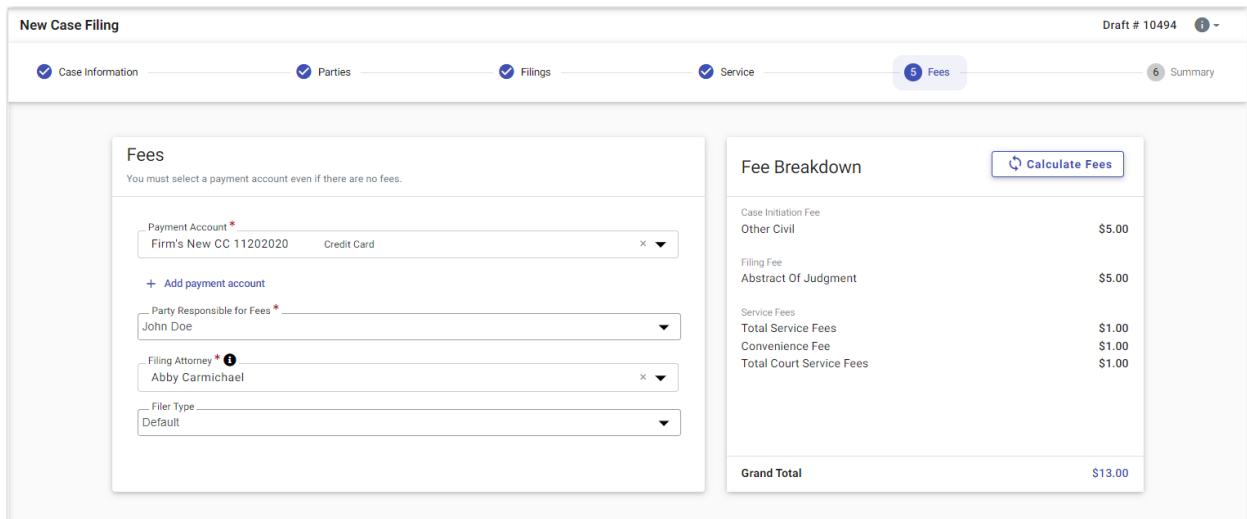 New Case Filing
Draft # 10494
Case Information
Parties
Filings
Service
5 Fees
6 Summary
Fees
You must select a payment account even if there are no fees.
Payment Account *
Firm's New CC 11202020 Credit Card ×
+ Add payment account
Party Responsible for Fees *
John Doe
Filing Attorney *
Abby Carmichael ×
Filer Type
Default
Fee Breakdown
Calculate Fees
Case Initiation Fee
Other Civil $5.00
Filing Fee
Abstract Of Judgment $5.00
Service Fees
Total Service Fees $1.00
Convenience Fee $1.00
Total Court Service Fees $1.00
Grand Total $13.00